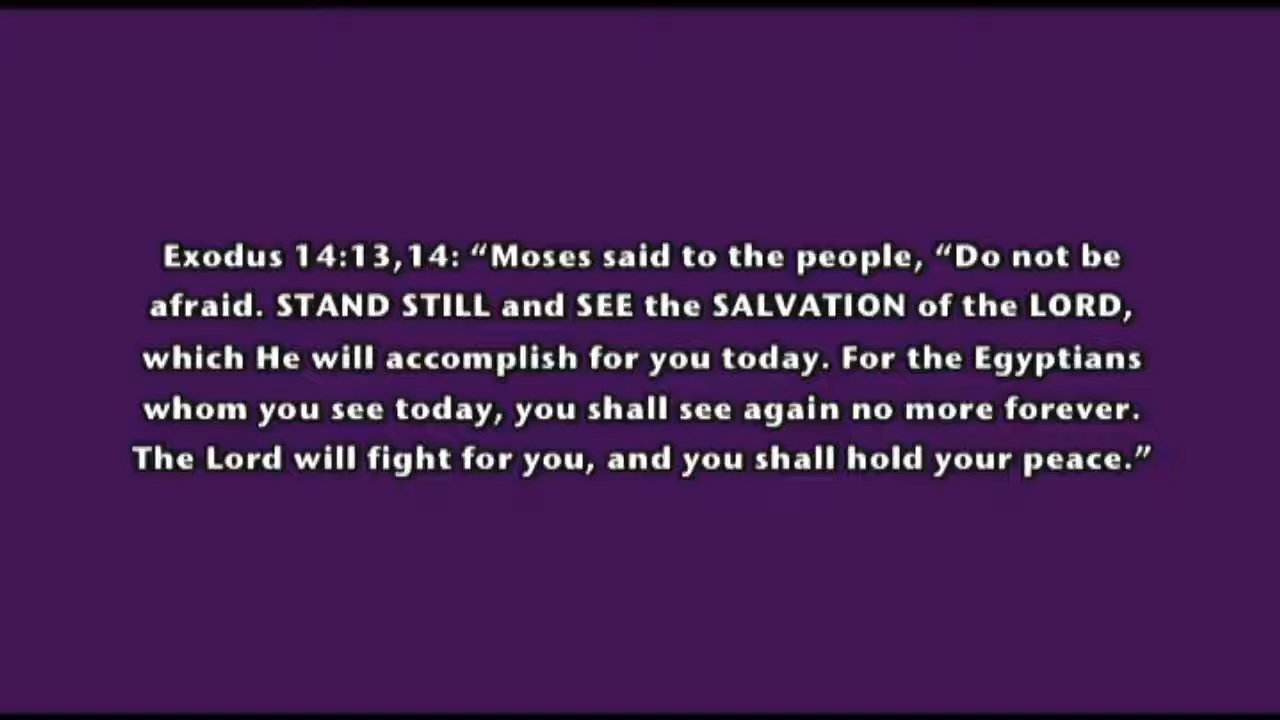 Exodus 14:13,14: “Moses said to the people, “Do not be
afraid. STAND STILL and SEE the SALVATION of the LORD,
which He will accomplish for you today. For the Egyptians
whom you see today, you shall see again no more forever.
The Lord will fight for you, and you shall hold your peace.”